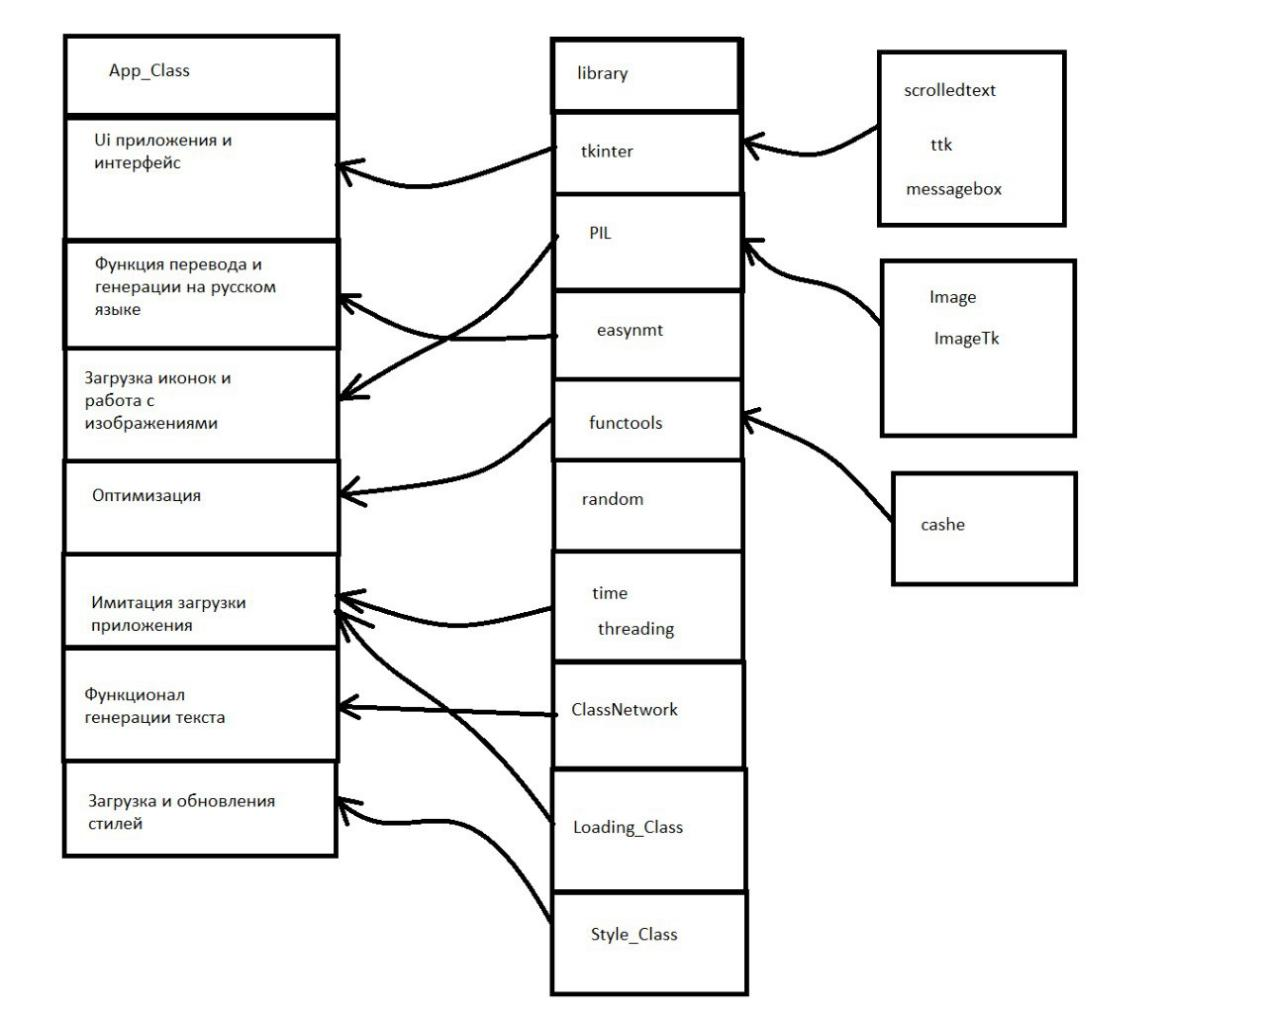 App_Class
Ui приложения и
интерфейс
Функция перевода и
генерации на русском
языке
Загрузка иконок и
работа с
изображениями
Оптимизация
Имитация загрузки
приложения
Функционал
генерации текста
Загрузка и обновления
стилей
library
tkinter
PIL
easynmt
functools
random
time
threading
ClassNetwork
Loading_Class
Style_Class
scrolledtext
ttk
messagebox
Image
ImageTk
cashe